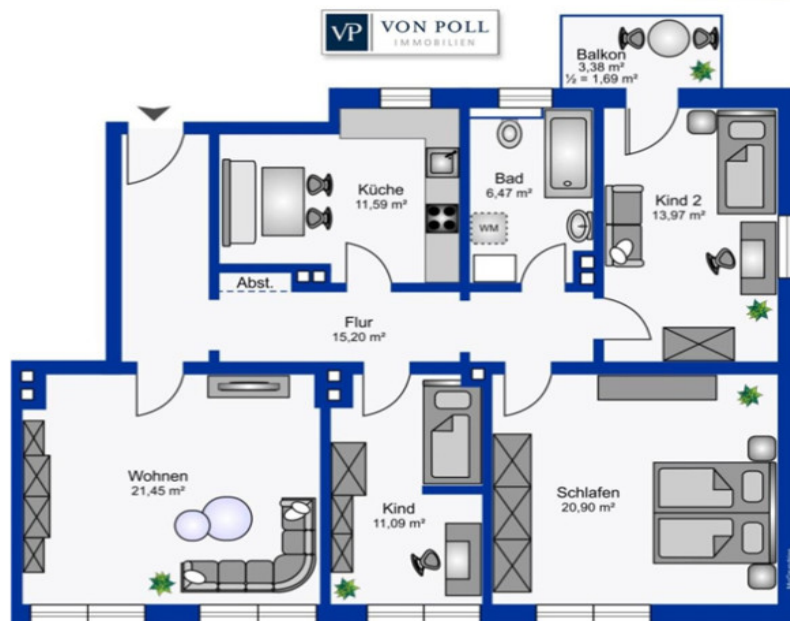 VP VON POLL
IMMOBILIEN
Balkon
3,38 m²
½ = 1,69 m²
Küche
11,59 m²
Bad
6,47 m²
WM
Kind 2
13,97 m²
Abst.
Flur
15,20 m²
Wohnen
21,45 m²
Kind
11,09 m²
Schlafen
20,90 m²